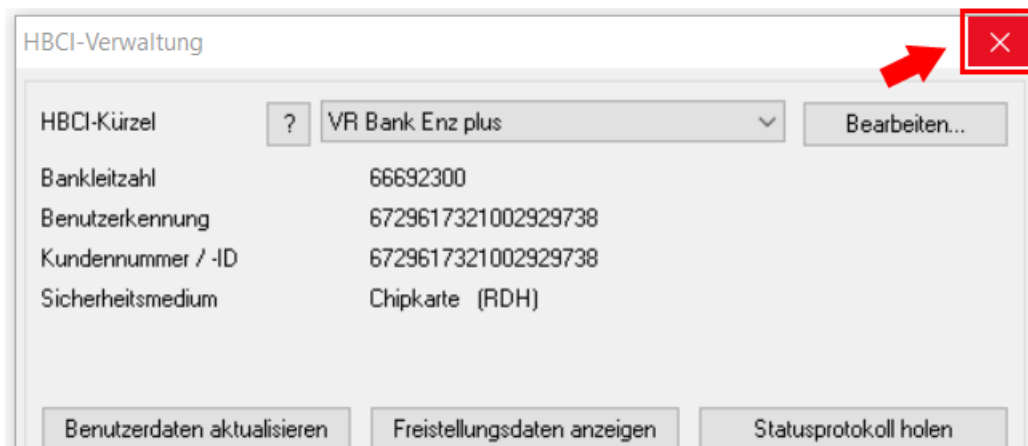 HBCI-Verwaltung
HBCI-Kürzel ? VR Bank Enz plus Bearbeiten...
Bankleitzahl 66692300
Benutzerkennung 6729617321002929738
Kundennummer / -ID 6729617321002929738
Sicherheitsmedium Chipkarte (RDH)
Benutzerdaten aktualisieren Freistellungsdaten anzeigen Statusprotokoll holen